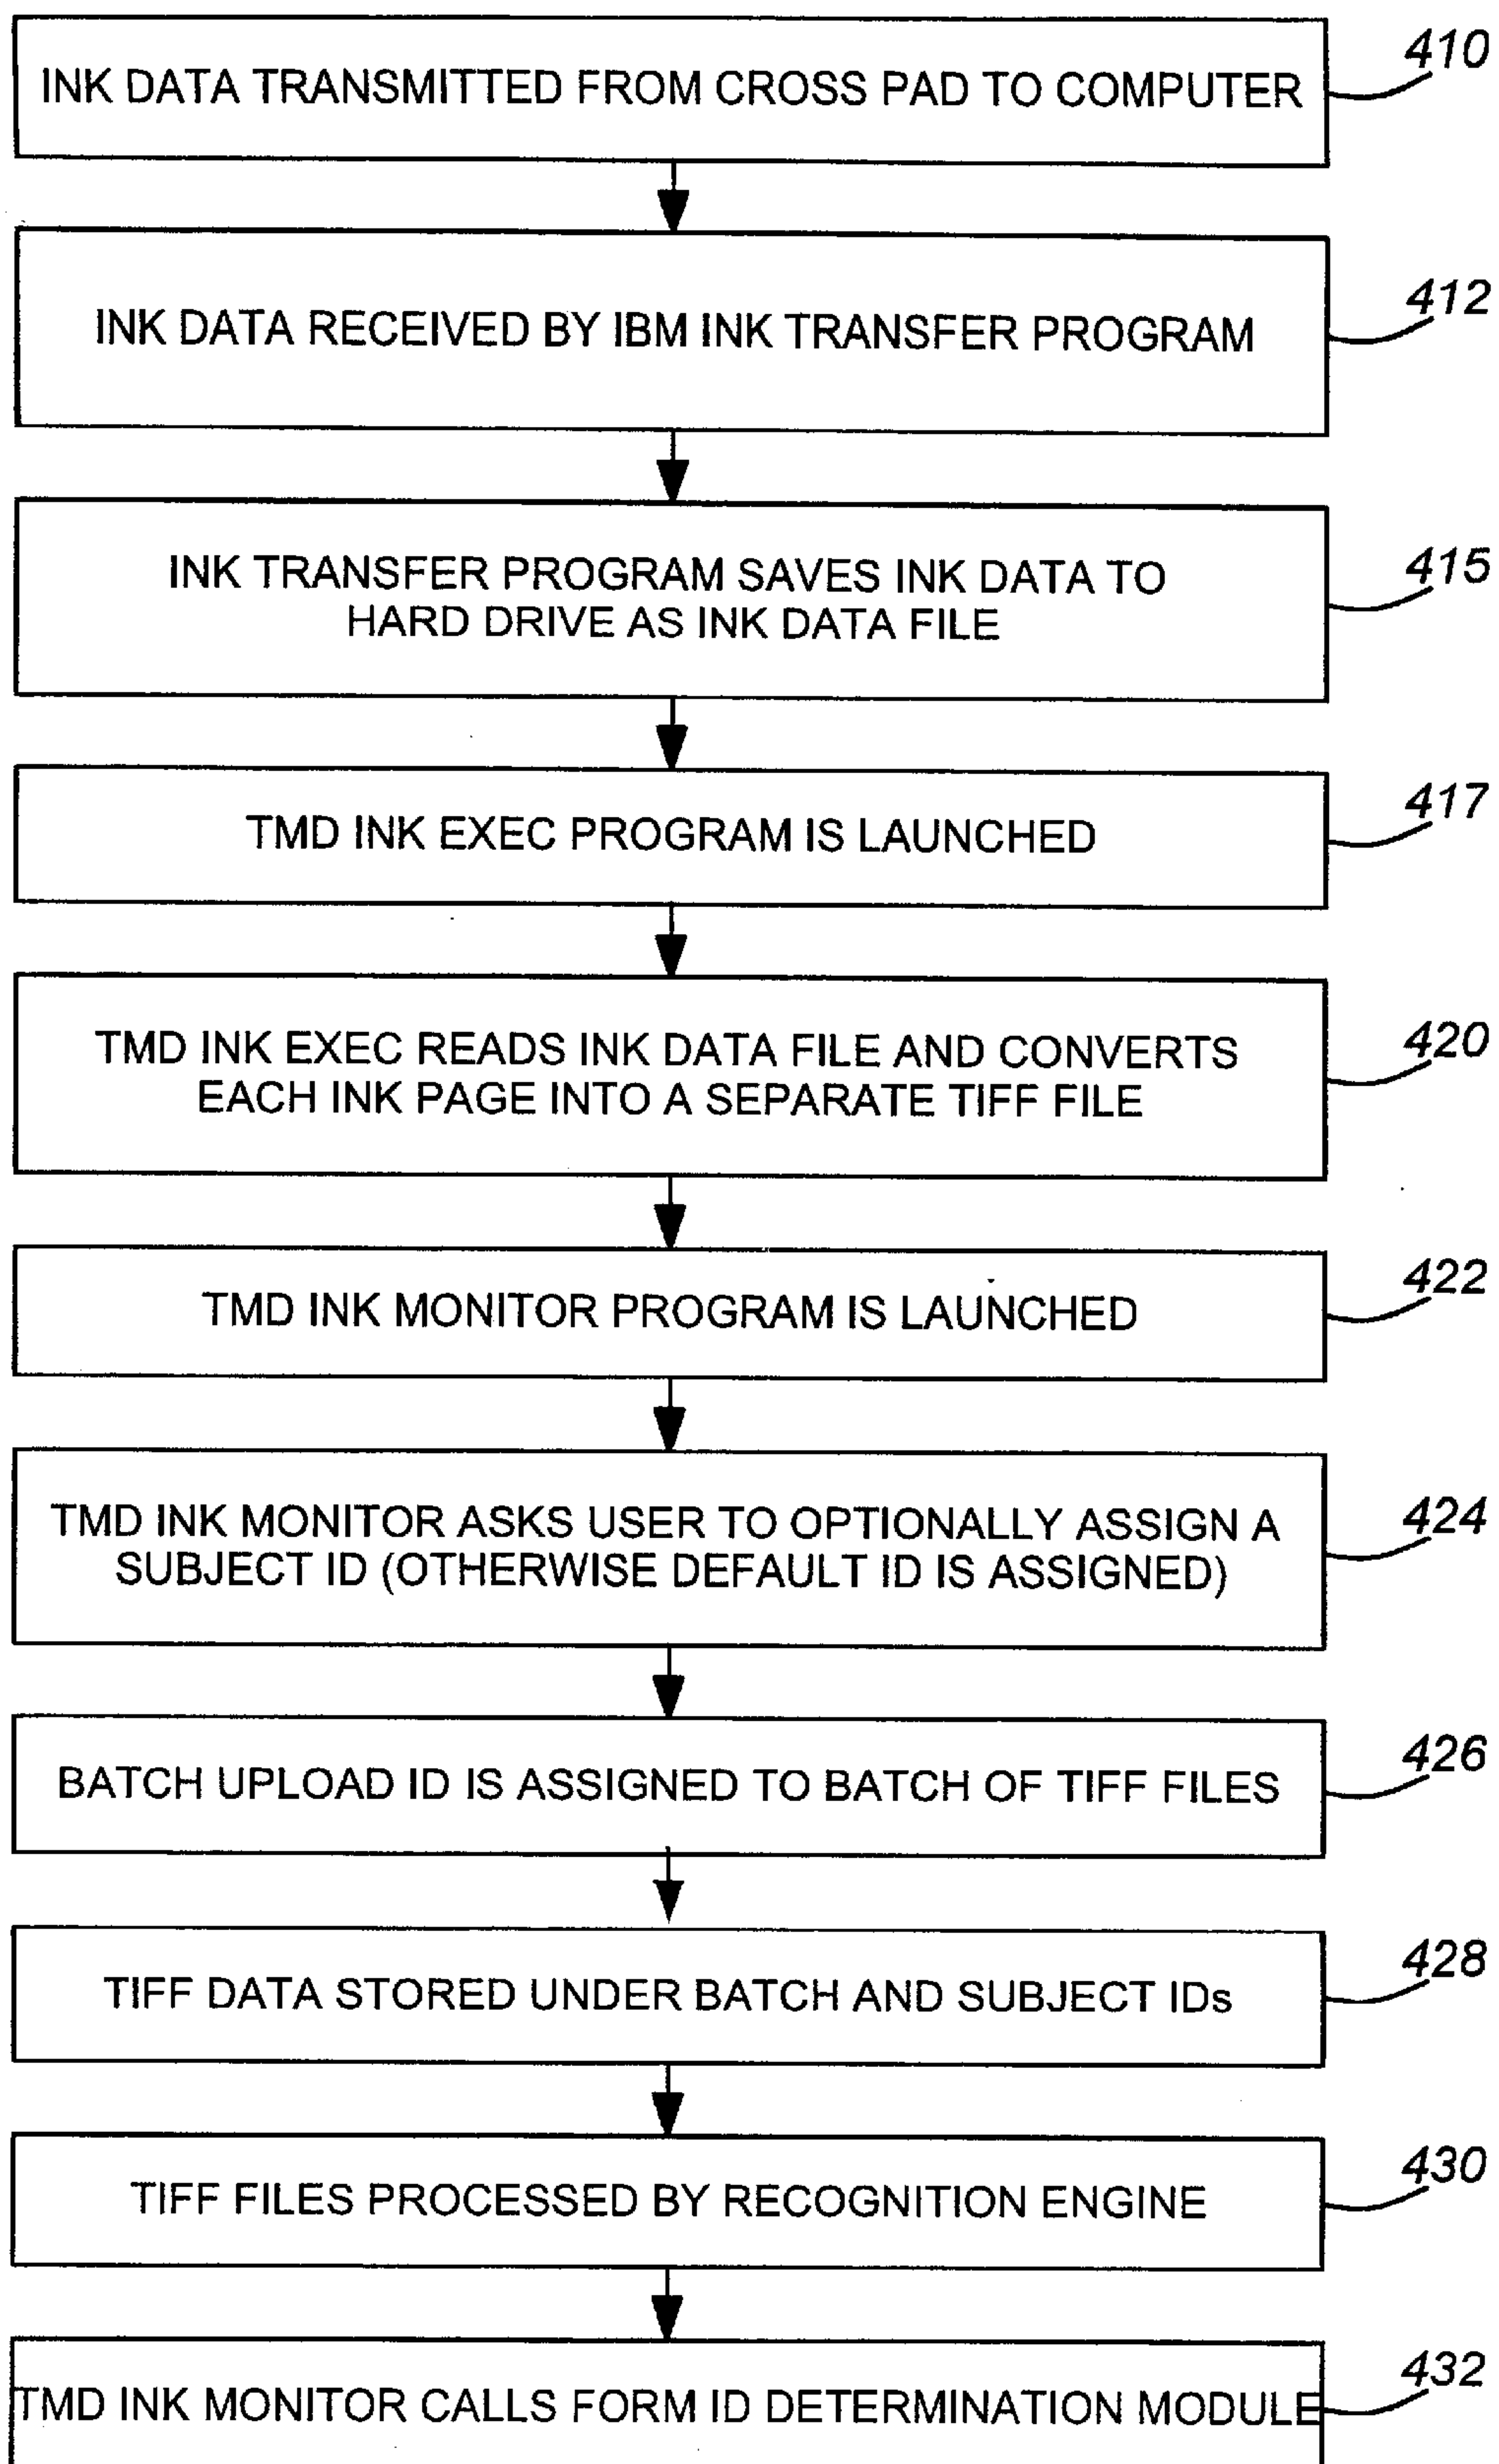 410
INK DATA TRANSMITTED FROM CROSS PAD TO COMPUTER
412
INK DATA RECEIVED BY IBM INK TRANSFER PROGRAM
415
INK TRANSFER PROGRAM SAVES INK DATA TO
HARD DRIVE AS INK DATA FILE
417
TMD INK EXEC PROGRAM IS LAUNCHED
420
TMD INK EXEC READS INK DATA FILE AND CONVERTS
EACH INK PAGE INTO A SEPARATE TIFF FILE
422
TMD INK MONITOR PROGRAM IS LAUNCHED
424
TMD INK MONITOR ASKS USER TO OPTIONALLY ASSIGN A
SUBJECT ID (OTHERWISE DEFAULT ID IS ASSIGNED)
426
BATCH UPLOAD ID IS ASSIGNED TO BATCH OF TIFF FILES
428
TIFF DATA STORED UNDER BATCH AND SUBJECT IDs
430
TIFF FILES PROCESSED BY RECOGNITION ENGINE
432
TMD INK MONITOR CALLS FORM ID DETERMINATION MODULE